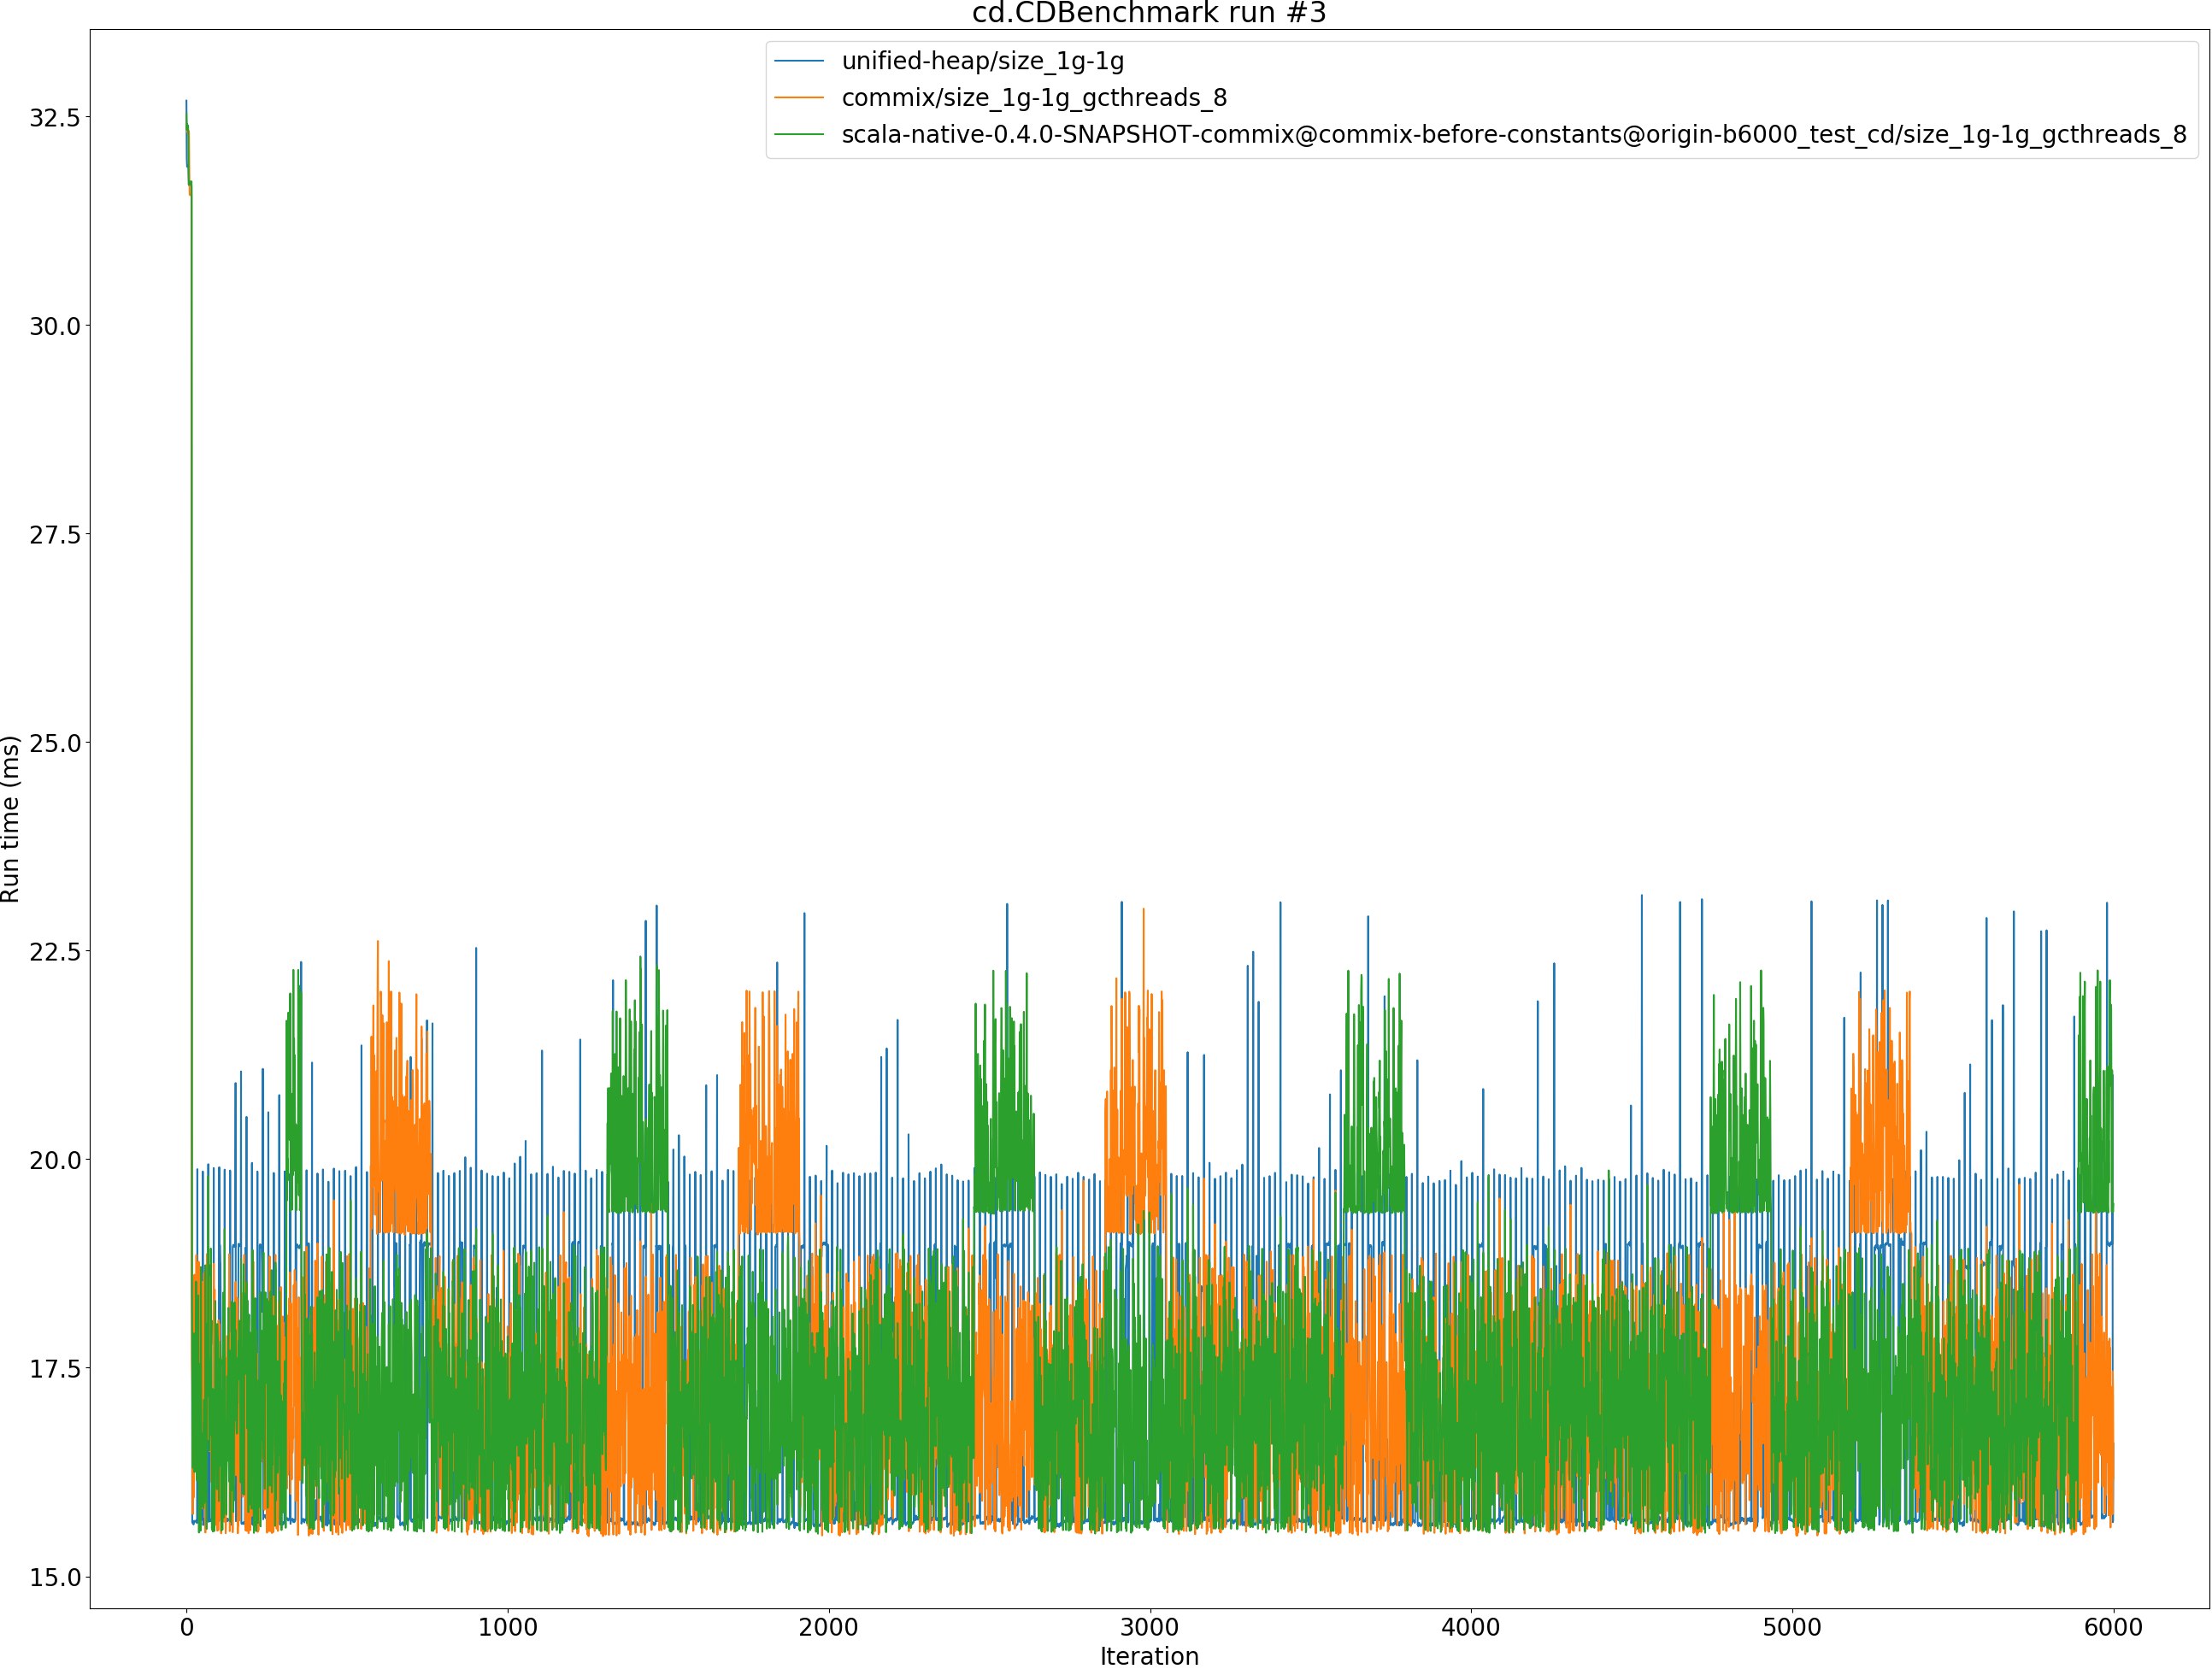 cd.CDBenchmark run #3
unified-heap/size_1g-1g
commix/size_1g-1g_gcthreads_8
scala-native-0.4.0-SNAPSHOT-commix@commix-before-constants@origin-b6000_test_cd/size_1g-1g_gcthreads_8
Run time (ms)
32.5
30.0
27.5
25.0
22.5
20.0
17.5
15.0
0 1000 2000 3000 4000 5000 6000
Iteration